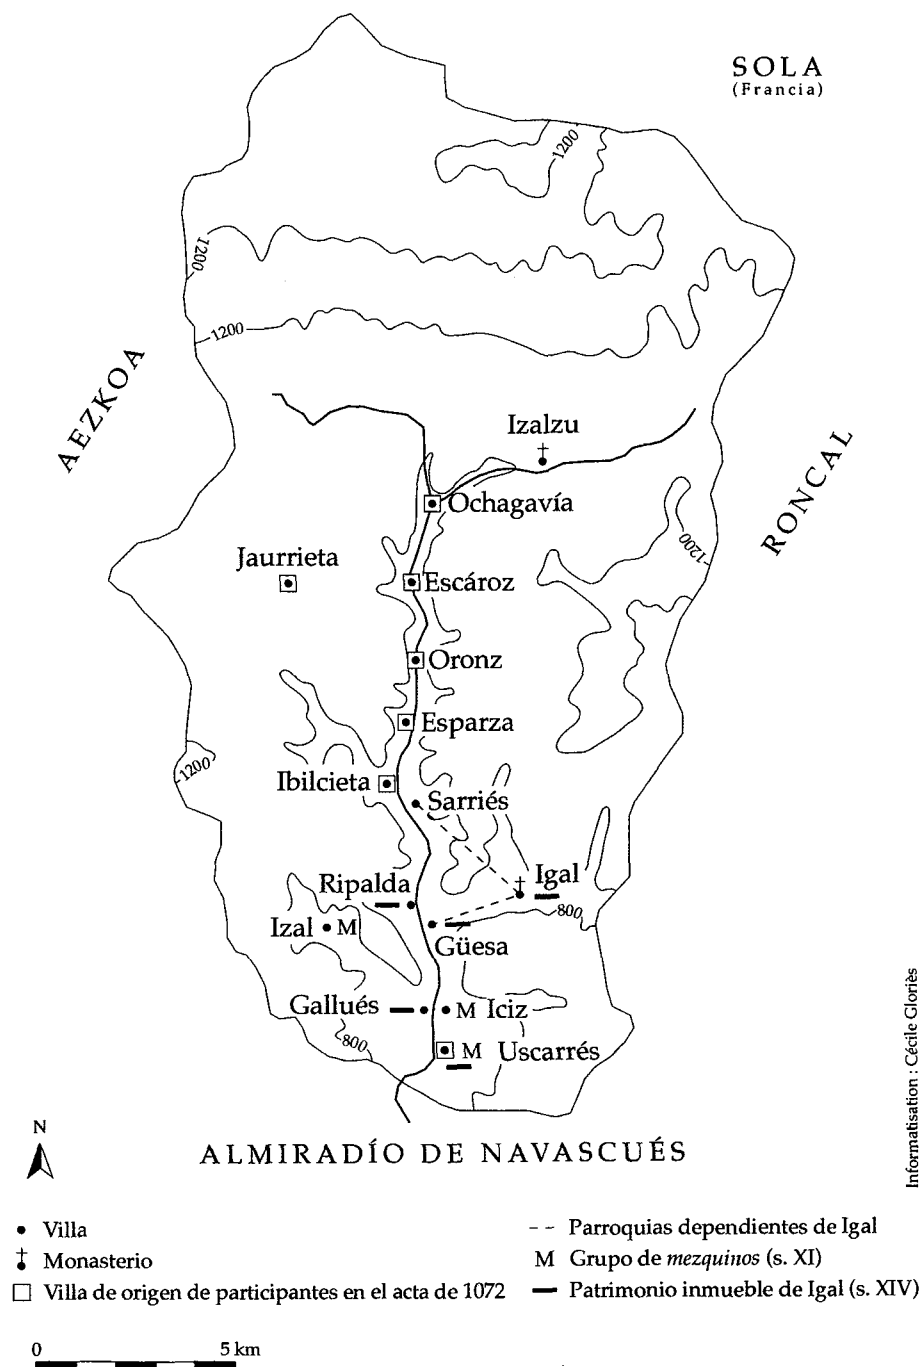 SOLA
(Francia)
1200
1200
1200
AEZKOA
Izalzu
RONCAL
Ochagavía
Jaurrieta
Escároz
1200
Oronz
Esparza
1200
Ibilcieta
Sarriés
Ripalda
Igal
Izal M
800
Güesa
Gallués
M Iciz
800
M Uscarrés
Informatisation : Cécile Gloriès
N
ALMIRADÍO DE NAVASCUÉS
Villa
Monasterio
Villa de origen de participantes en el acta de 1072
Parroquias dependientes de Igal
M Grupo de mezquinos (s. XI)
Patrimonio inmueble de Igal (s. XIV)
0 5 km